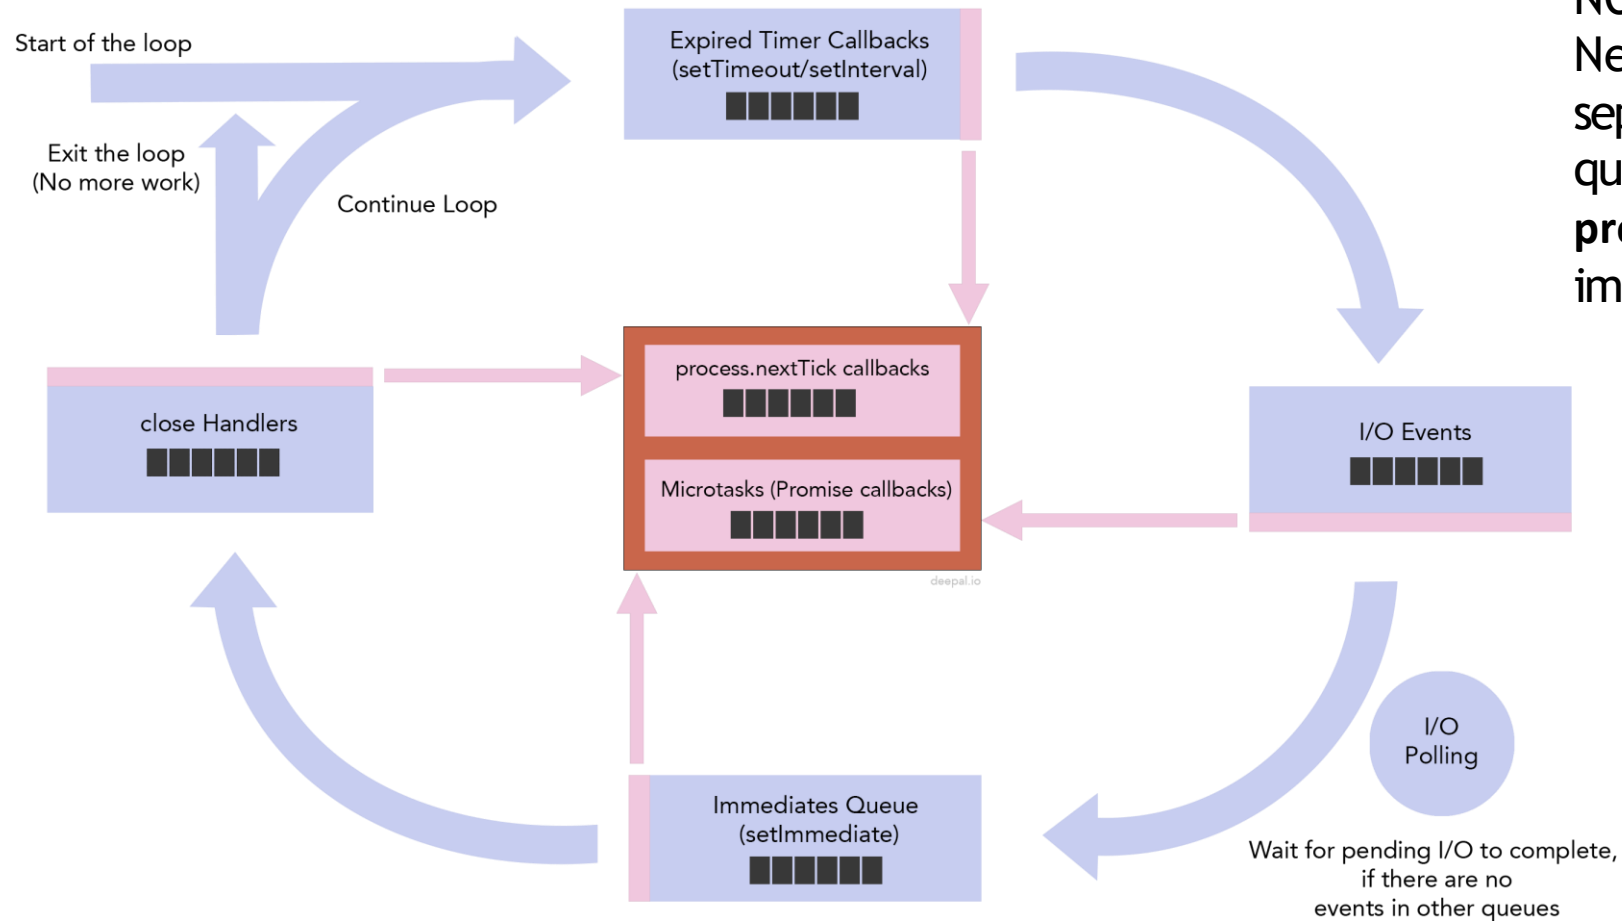 Start of the loop
Exit the loop
(No more work)
Continue Loop
Expired Timer Callbacks
(setTimeout/setInterval)
process.nextTick callbacks
Microtasks (Promise callbacks)
deepal.io
close Handlers
I/O Events
I/O
Polling
Wait for pending I/O to complete,
if there are no
events in other queues
Immediates Queue
(setImmediate)